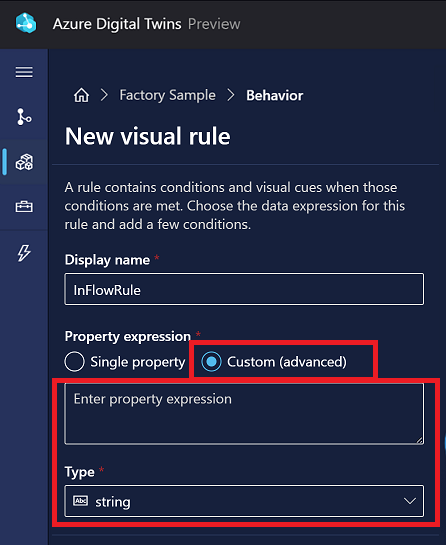 Azure Digital Twins Preview
Factory Sample Behavior
New visual rule
A rule contains conditions and visual cues when those
conditions are met. Choose the data expression for this
rule and add a few conditions.
Display name *
InFlowRule
Property expression *
Single property Custom (advanced)
Enter property expression
Type *
Abc string